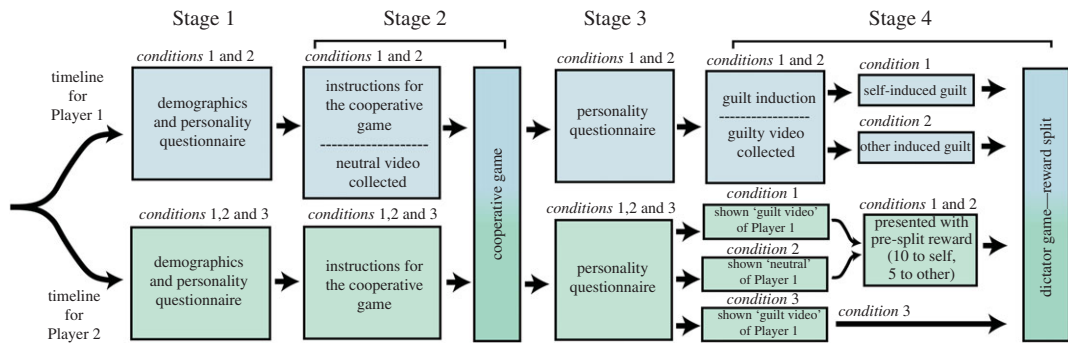 Stage 1
Stage 2
Stage 3
Stage 4
timeline
for
Player 1
conditions 1 and 2
demographics
and personality
questionnaire
conditions 1 and 2
instructions for
the cooperative
game
neutral video
collected
cooperative game
conditions 1 and 2
personality
questionnaire
conditions 1 and 2
guilt induction
guilty video
collected
condition 1
self-induced guilt
condition 2
other induced guilt
dictator game—reward split
timeline
for
Player 2
conditions 1,2 and 3
demographics
and personality
questionnaire
conditions 1,2 and 3
instructions for
the cooperative
game
conditions 1,2 and 3
personality
questionnaire
condition 1
shown ‘guilt video’
of Player 1
condition 2
shown ‘neutral’
of Player 1
condition 3
shown ‘guilt video’
of Player 1
conditions 1 and 2
presented with
pre-split reward
(10 to self,
5 to other)
condition 3